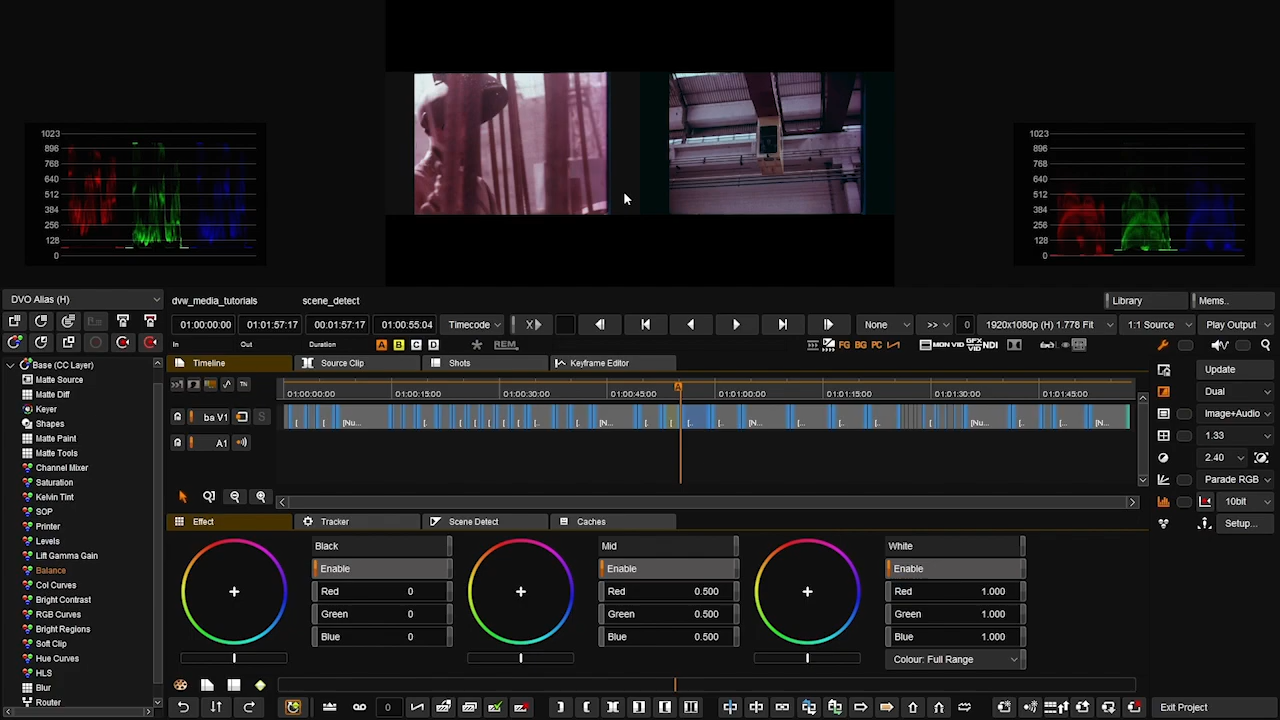 1023
896
768
640
512
384
256
128
0
1023
896
768
640
512
384
256
128
0
DVO Alias (H)
dvw_media_tutorials
scene_detect
Library
Mems..
01:00:00:00
01:01:57:17
00:01:57:17
01:00:55:04
Timecode
X
None
>>
0
1920x1080p (H) 1.778 FIT
1:1 Source
Play Output
In
Out
Duration
A
B
C
D
REM
FG BG PC
MON VID
GFX VID
NDI
Timeline
Source Clip
Shots
Keyframe Editor
Update
Dual
Image+Audio
1.33
2.40
Parade RGB
10bit
Setup...
01:00:00:00
01:00:15:00
01:00:30:00
01:00:45:00
01:01:00:00
01:01:15:00
01:01:30:00
01:01:45:00
ba V1
S
A1
Base (CC Layer)
Matte Source
Matte Diff
Keyer
Shapes
Matte Paint
Matte Tools
Channel Mixer
Saturation
Kelvin Tint
SOP
Printer
Levels
Lift Gamma Gain
Balance
Col Curves
Bright Contrast
RGB Curves
Bright Regions
Soft Clip
Hue Curves
HLS
Blur
Router
Effect
Tracker
Scene Detect
Caches
Black
Enable
Red 0
Green 0
Blue 0
Mid
Enable
Red 0.500
Green 0.500
Blue 0.500
White
Enable
Red 1.000
Green 1.000
Blue 1.000
Colour: Full Range
0
Exit Project